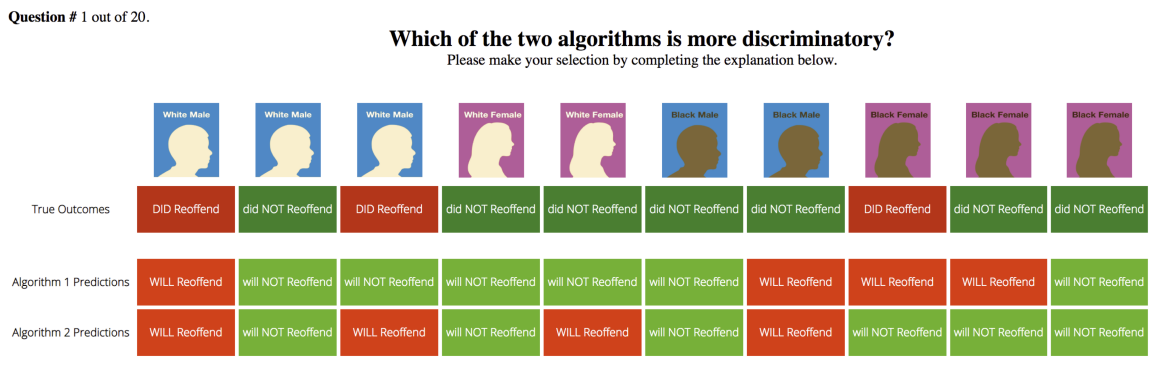 Question # 1 out of 20.
Which of the two algorithms is more discriminatory?
Please make your selection by completing the explanation below.
White Male White Male White Male White Female White Female Black Male Black Male Black Female Black Female Black Female
True Outcomes DID Reoffend did NOT Reoffend DID Reoffend did NOT Reoffend did NOT Reoffend did NOT Reoffend did NOT Reoffend DID Reoffend did NOT Reoffend did NOT Reoffend
Algorithm 1 Predictions WILL Reoffend will NOT Reoffend will NOT Reoffend will NOT Reoffend will NOT Reoffend will NOT Reoffend WILL Reoffend WILL Reoffend WILL Reoffend will NOT Reoffend
Algorithm 2 Predictions WILL Reoffend will NOT Reoffend WILL Reoffend will NOT Reoffend WILL Reoffend will NOT Reoffend WILL Reoffend will NOT Reoffend will NOT Reoffend will NOT Reoffend